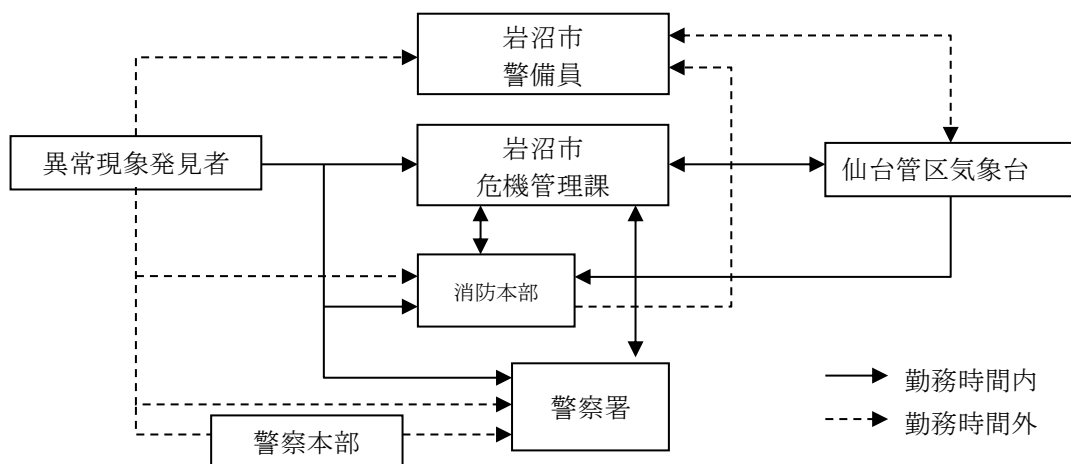 岩沼市
警備員
異常現象発見者
岩沼市
危機管理課
仙台管区気象台
消防本部
警察署
警察本部
勤務時間内
勤務時間外